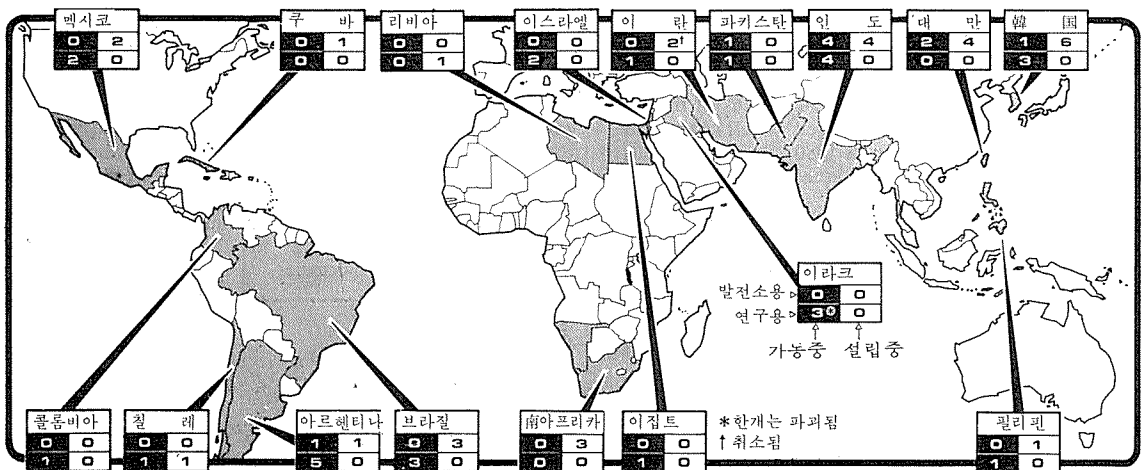 멕시코
0 2
2 0
쿠 바
0 1
0 0
리비아
0 0
0 1
이스라엘
0 0
2 0
이 란
0 2†
1 0
파키스탄
1 0
1 0
인 도
4 4
4 0
대 만
2 4
0 0
韓 国
1 6
3 0
이라크
발전소용▷ 0 0
연구용▷ 3* 0
가동중 설립중
콜롬비아
0 0
1 0
칠 레
0 0
1 1
아르헨티나
1 1
5 0
브라질
0 3
3 0
南아프리카
0 3
0 0
이집트
0 0
1 0
*한개는 파괴됨
†취소됨
필리핀
0 1
1 0